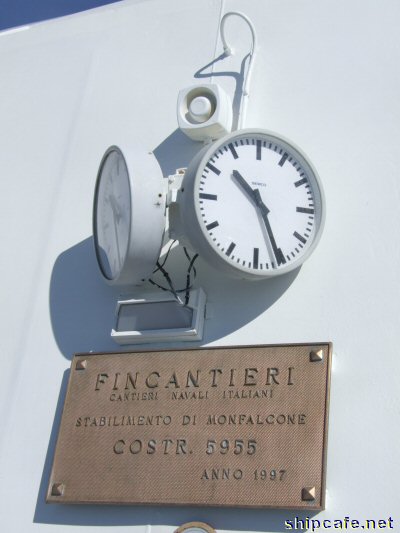 FINCANTIERI
CANTIERI NAVALI ITALIANI
STABILIMENTO DI MONFALCONE
COSTR. 5955
ANNO 1997
shipcafe.net